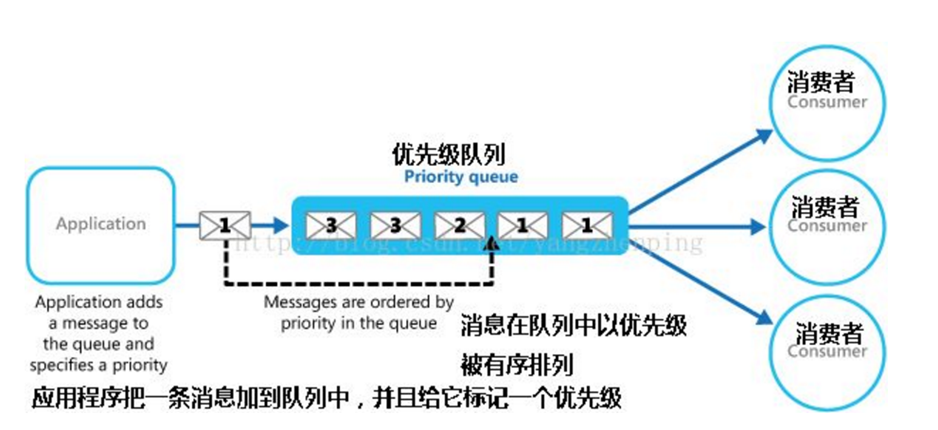 消费者
Consumer
优先级队列
Priority queue
Application
1
3 3 2 1 1
http://blog.csdn.net/yangzhenping
消费者
Consumer
Application adds
a message to
the queue and
specifies a priority
Messages are ordered by
priority in the queue
消息在队列中以优先级
被有序排列
消费者
Consumer
应用程序把一条消息加到队列中，并且给它标记一个优先级